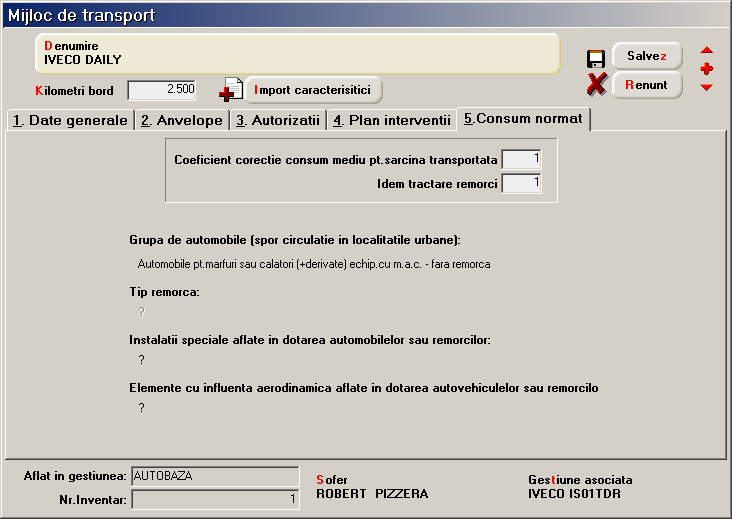 Mijloc de transport
Denumire
IVECO DAILY
Salvez
Kilometri bord 2.500 Import caracterisitici Renunt
1. Date generale 2. Anvelope 3. Autorizatii 4. Plan interventii 5.Consum normat
Coeficient corectie consum mediu pt.sarcina transportata 1
Idem tractare remorci 1
Grupa de automobile (spor circulatie in localitatile urbane):
Automobile pt.marfuri sau calatori (+derivate) echip.cu m.a.c. - fara remorca
Tip remorca:
?
Instalatii speciale aflate in dotarea automobilelor sau remorcilor:
?
Elemente cu influenta aerodinamica aflate in dotarea autovehiculelor sau remorcilo
?
Aflat in gestiunea: AUTOBAZA
Nr.Inventar: 1
Sofer
ROBERT PIZZERA
Gestiune asociata
IVECO IS01TDR